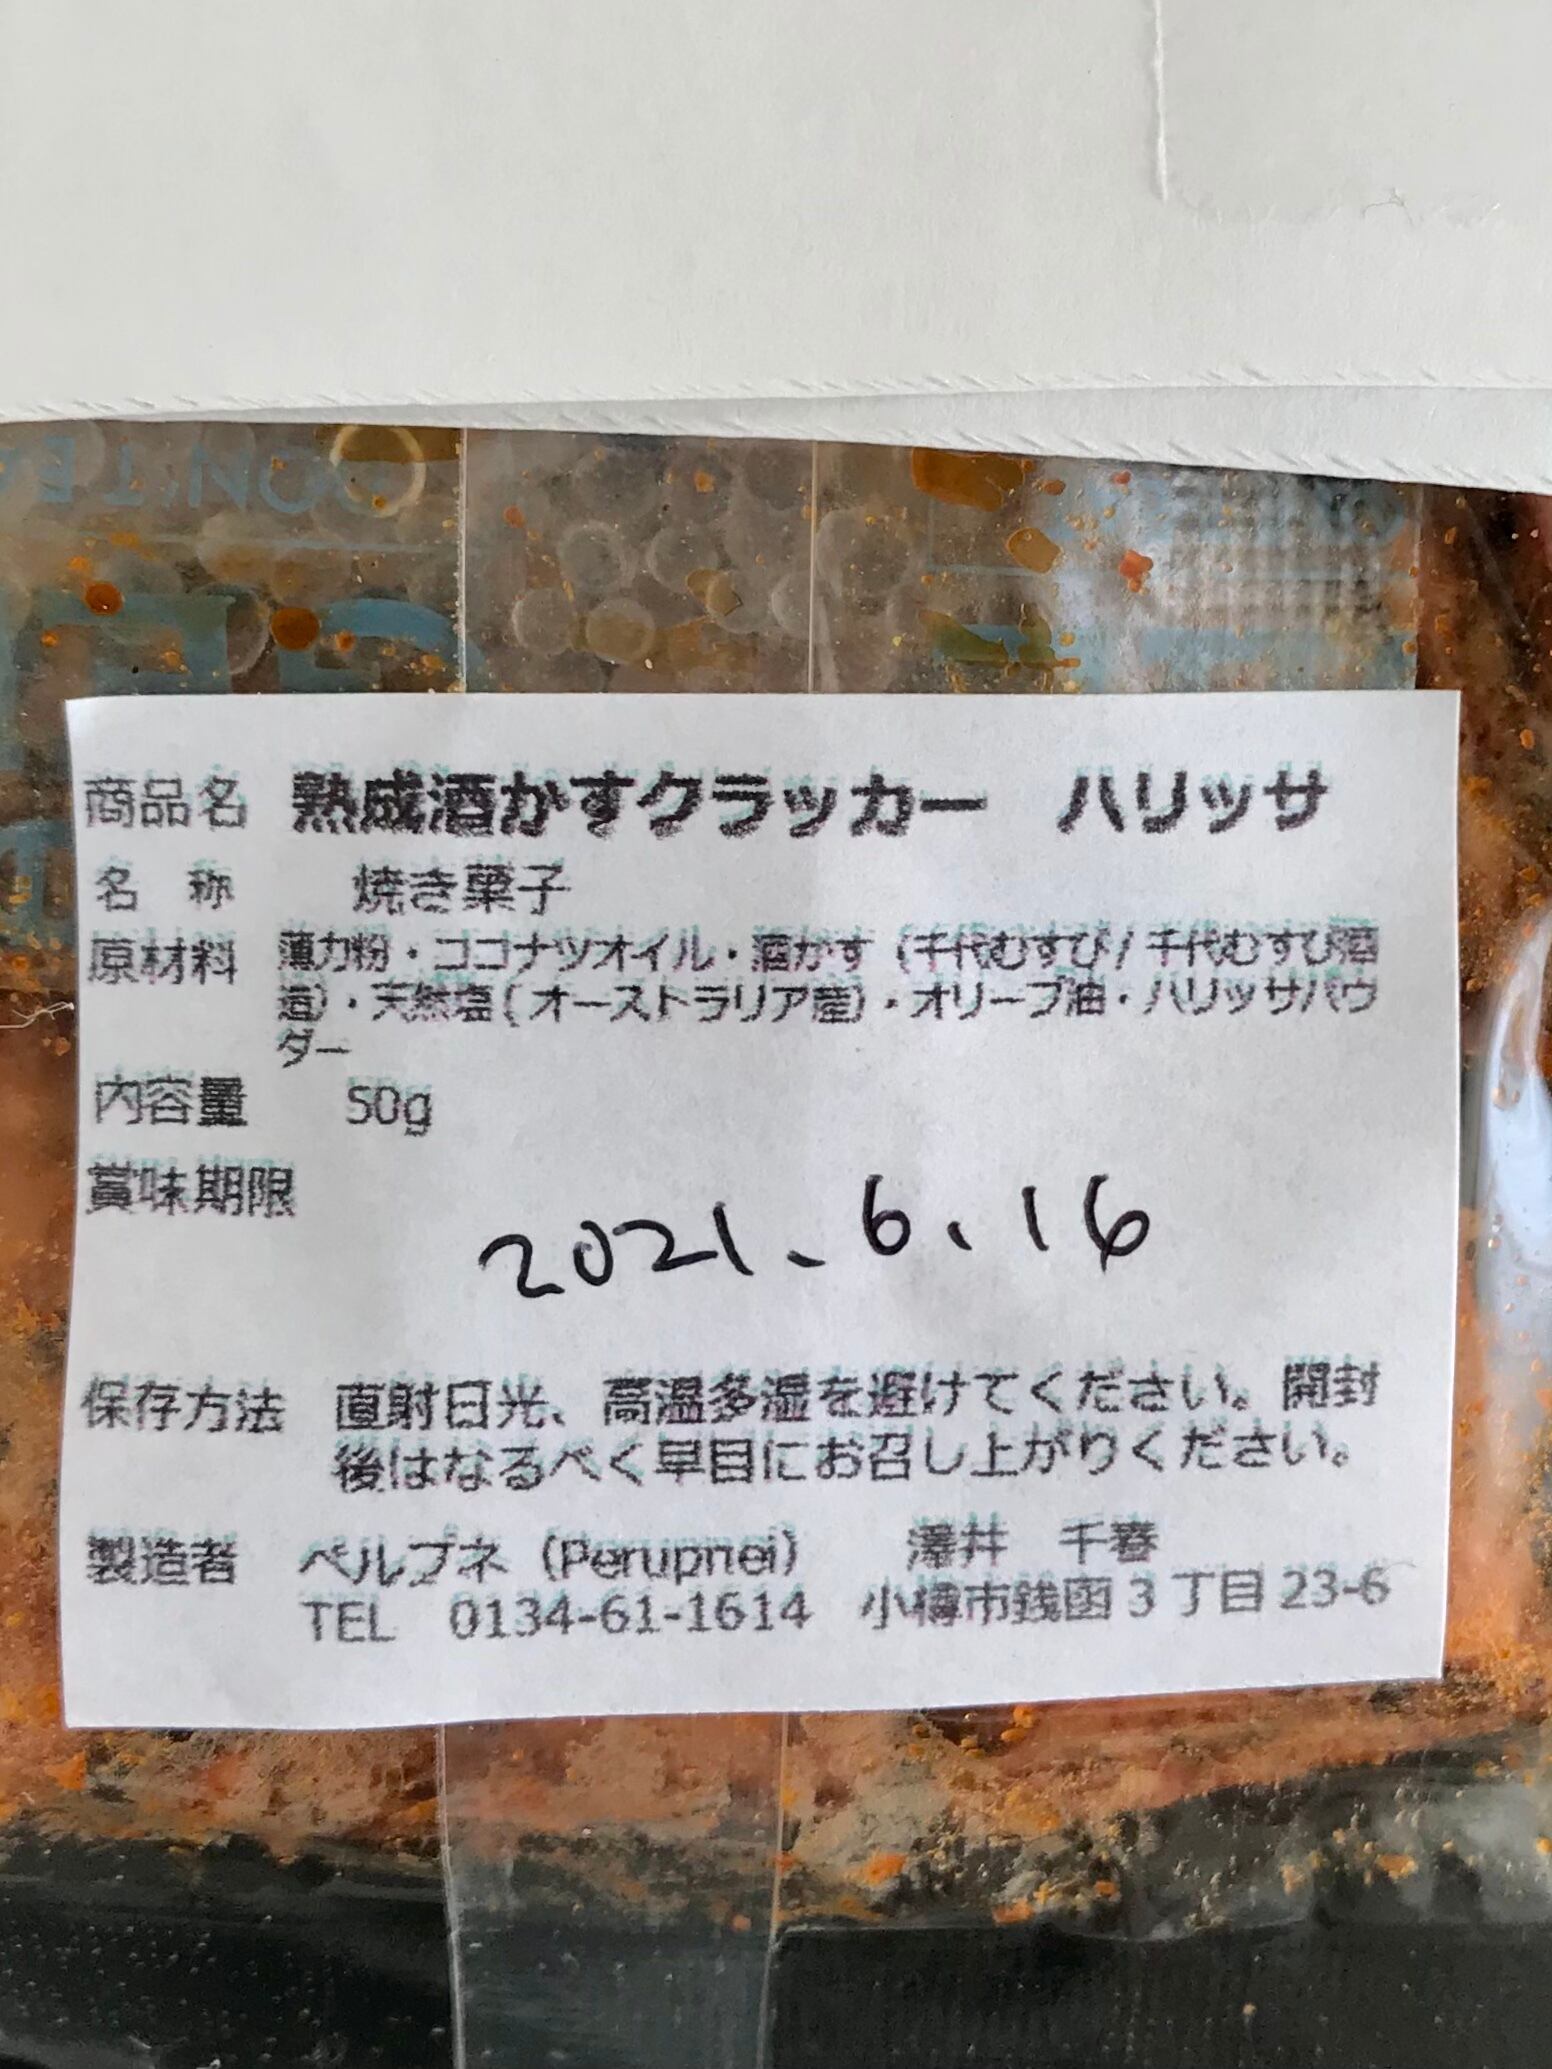 商品名 熟成酒かすクラッカー ハリッサ
名 称 焼き菓子
原材料 薄力粉・ココナツオイル・酒かす（千代むすび/千代むすび酒
造）・天然塩(オーストラリア産)・オリーブ油・ハリッサパウ
ダー
内容量 50g
賞味期限
2021.6.16
保存方法 直射日光、高温多湿を避けてください。開封
後はなるべく早目にお召し上がりください。
製造者 ペルプネ（Perupnei） 澤井 千春
TEL 0134-61-1614 小樽市銭函3丁目23-6